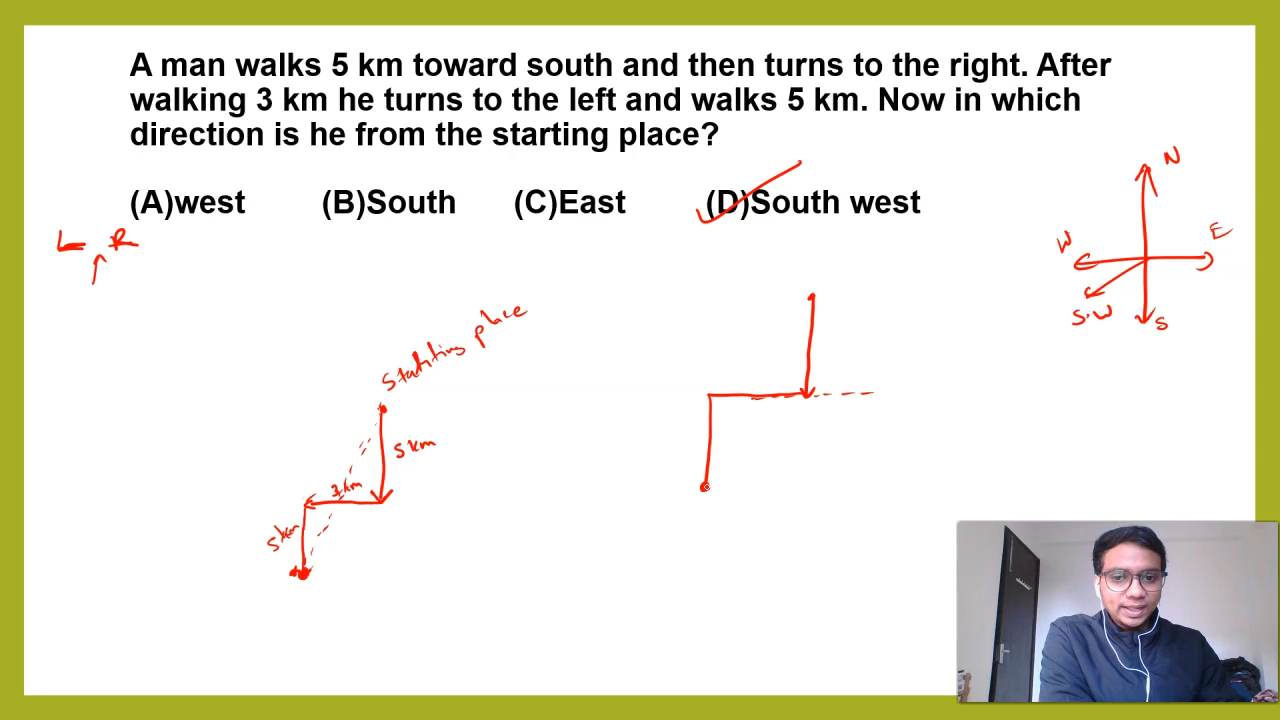 A man walks 5 km toward south and then turns to the right. After
walking 3 km he turns to the left and walks 5 km. Now in which
direction is he from the starting place?
(A)west (B)South (C)East (D)South west
N
W E
S.W S
L R
Starting place
5km
3km
5km